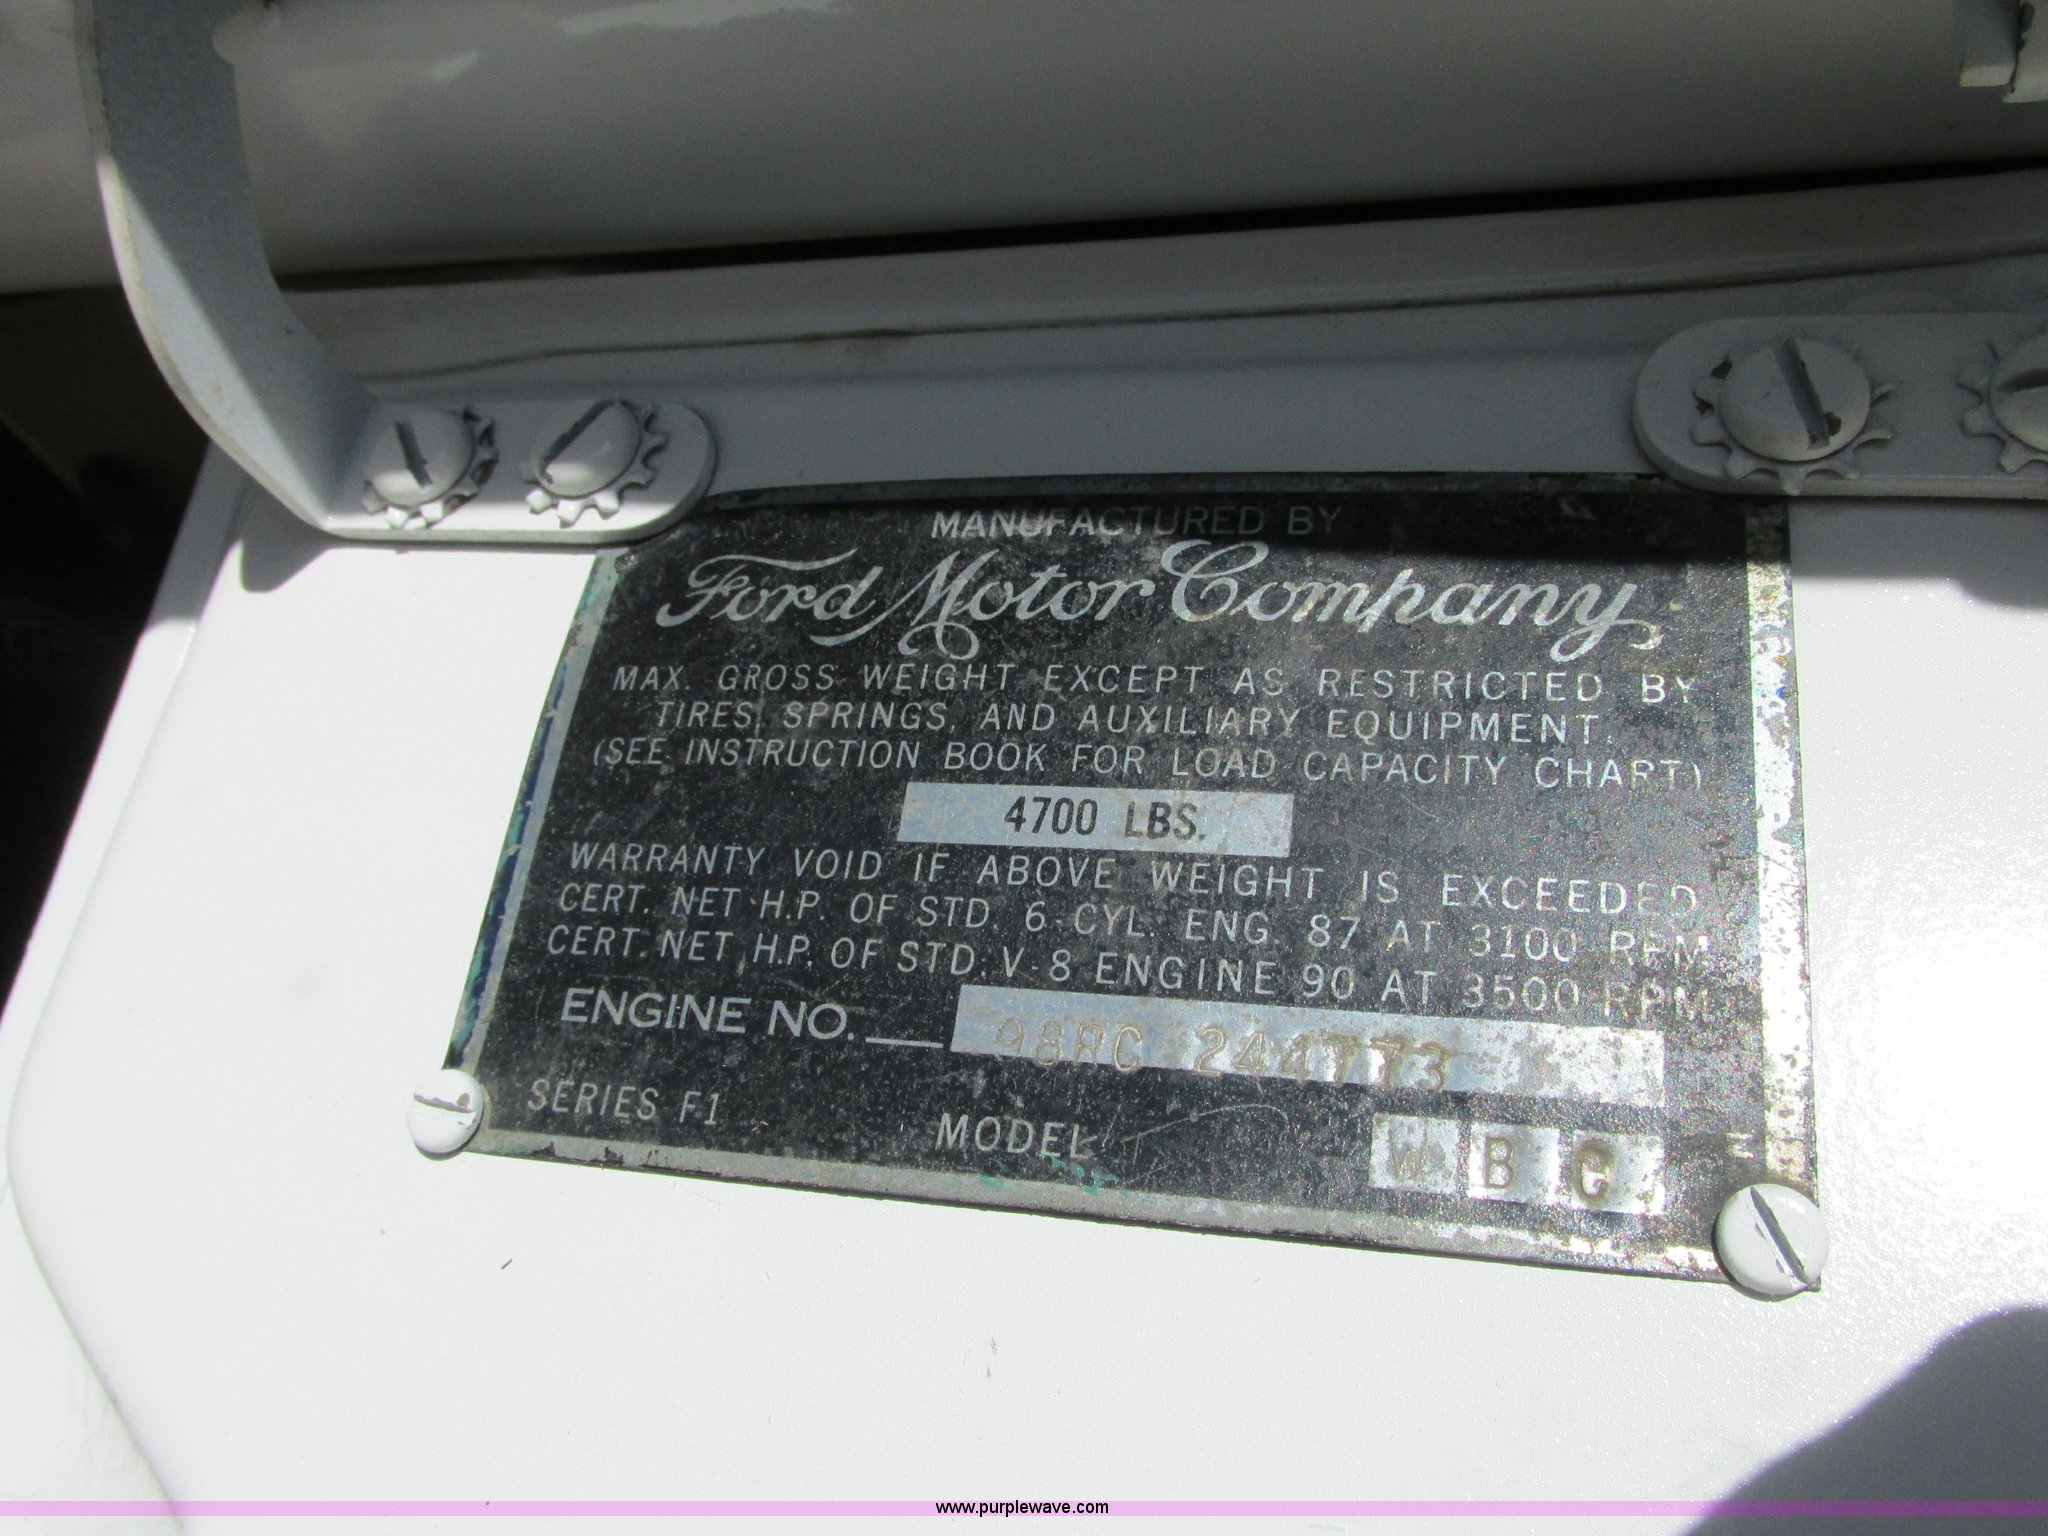 MANUFACTURED BY
Ford Motor Company
MAX. GROSS WEIGHT EXCEPT AS RESTRICTED BY
TIRES, SPRINGS, AND AUXILIARY EQUIPMENT.
(SEE INSTRUCTION BOOK FOR LOAD CAPACITY CHART)
4700 LBS.
WARRANTY VOID IF ABOVE WEIGHT IS EXCEEDED
CERT. NET H.P. OF STD. 6 CYL. ENG. 87 AT 3100 RPM
CERT. NET H.P. OF STD. V-8 ENGINE 90 AT 3500 RPM
ENGINE NO. 98RC 244773
SERIES F1 MODEL W B C
www.purplewave.com